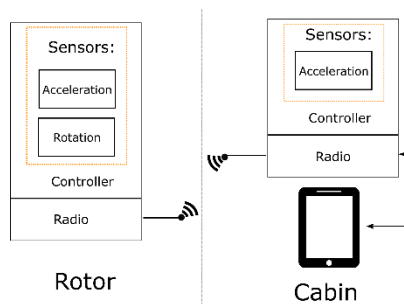 Sensors:
Acceleration
Rotation
Controller
Radio
Rotor
Sensors:
Acceleration
Controller
Radio
Cabin